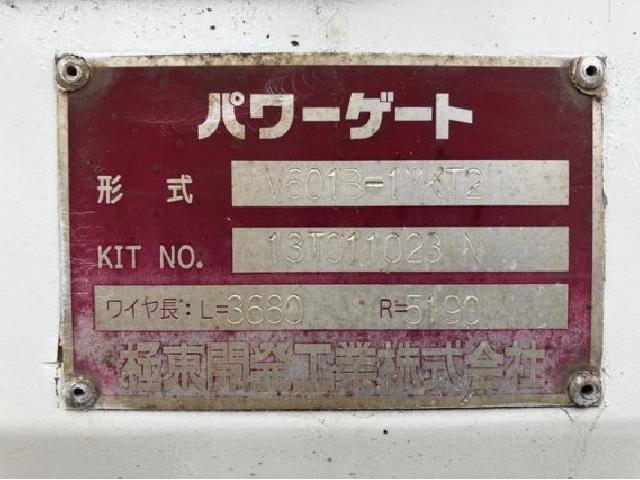 パワーゲート
形式 V601B-1
KIT NO. 13T011023 N
ワイヤ長:L=3680 R=5190
極東開発工業株式会社